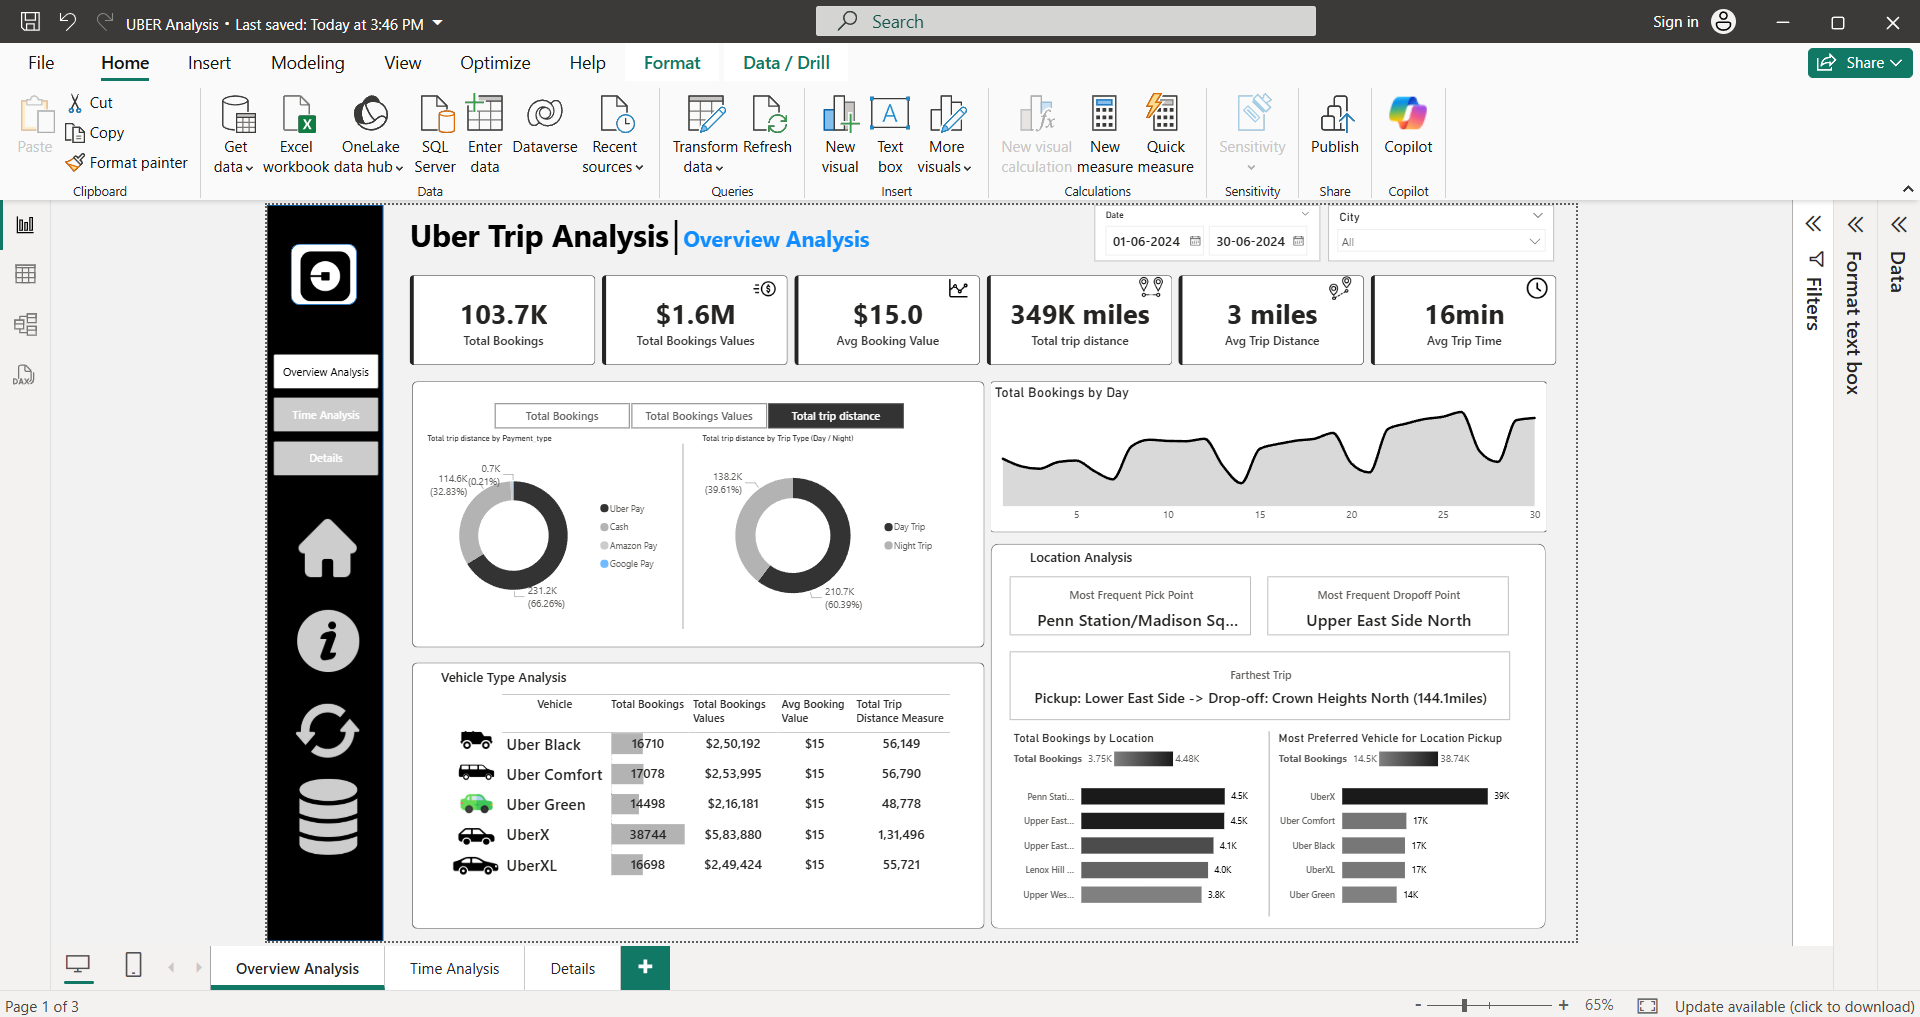 UBER Analysis • Last saved: Today at 3:46 PM
Search
Sign in
File
Home
Insert
Modeling
View
Optimize
Help
Format
Data / Drill
Share
Paste
Cut
Copy
Format painter
Clipboard
Get data
Excel workbook
OneLake data hub
SQL Server
Enter data
Dataverse
Recent sources
Data
Transform data
Refresh
Queries
New visual
Text box
More visuals
Insert
New visual calculation
New measure
Quick measure
Calculations
Sensitivity
Sensitivity
Publish
Share
Copilot
Copilot
DAX
Overview Analysis
Time Analysis
Details
Uber Trip Analysis | Overview Analysis
Date
01-06-2024
30-06-2024
City
All
103.7K
Total Bookings
$1.6M
Total Bookings Values
$15.0
Avg Booking Value
349K miles
Total trip distance
3 miles
Avg Trip Distance
16min
Avg Trip Time
Total Bookings
Total Bookings Values
Total trip distance
Total trip distance by Payment_type
0.7K
(0.21%)
114.6K
(32.83%)
231.2K
(66.26%)
Uber Pay
Cash
Amazon Pay
Google Pay
Total trip distance by Trip Type (Day / Night)
138.2K
(39.61%)
210.7K
(60.39%)
Day Trip
Night Trip
Total Bookings by Day
5 10 15 20 25 30
Vehicle Type Analysis
Vehicle Total Bookings Total Bookings Values Avg Booking Value Total Trip Distance Measure
Uber Black 16710 $2,50,192 $15 56,149
Uber Comfort 17078 $2,53,995 $15 56,790
Uber Green 14498 $2,16,181 $15 48,778
UberX 38744 $5,83,880 $15 1,31,496
UberXL 16698 $2,49,424 $15 55,721
Location Analysis
Most Frequent Pick Point
Penn Station/Madison Sq...
Most Frequent Dropoff Point
Upper East Side North
Farthest Trip
Pickup: Lower East Side -> Drop-off: Crown Heights North (144.1miles)
Total Bookings by Location
Total Bookings 3.75K 4.48K
Penn Stati... 4.5K
Upper East... 4.5K
Upper East... 4.1K
Lenox Hill ... 4.0K
Upper Wes... 3.8K
Most Preferred Vehicle for Location Pickup
Total Bookings 14.5K 38.74K
UberX 39K
Uber Comfort 17K
Uber Black 17K
UberXL 17K
Uber Green 14K
Filters
Format text box
Data
Overview Analysis
Time Analysis
Details
+
Page 1 of 3
- + 65%
Update available (click to download)